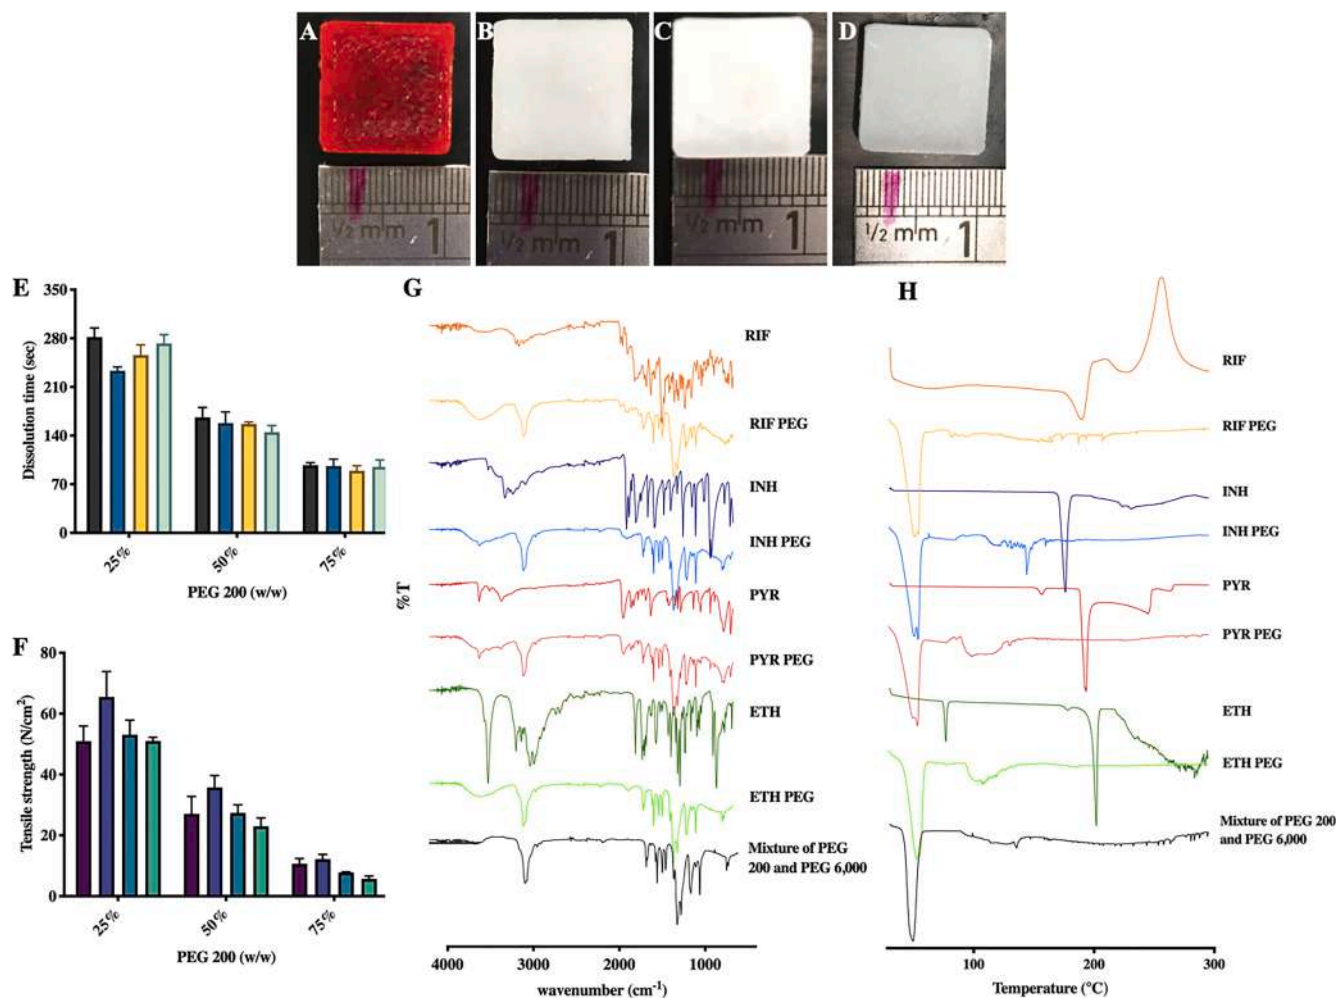 A
B
C
D
1/2 mm 1
1/2 mm 1
1/2 mm 1
1/2 mm 1
E
350
280
210
140
70
0
Dissolution time (sec)
25%
50%
75%
PEG 200 (w/w)
F
80
60
40
20
0
Tensile strength (N/cm²)
25%
50%
75%
PEG 200 (w/w)
G
RIF
RIF PEG
INH
INH PEG
PYR
PYR PEG
ETH
ETH PEG
Mixture of PEG
200 and PEG 6,000
%T
4000
3000
2000
1000
wavenumber (cm⁻¹)
H
RIF
RIF PEG
INH
INH PEG
PYR
PYR PEG
ETH
ETH PEG
Mixture of PEG 200
and PEG 6,000
100
200
300
Temperature (°C)